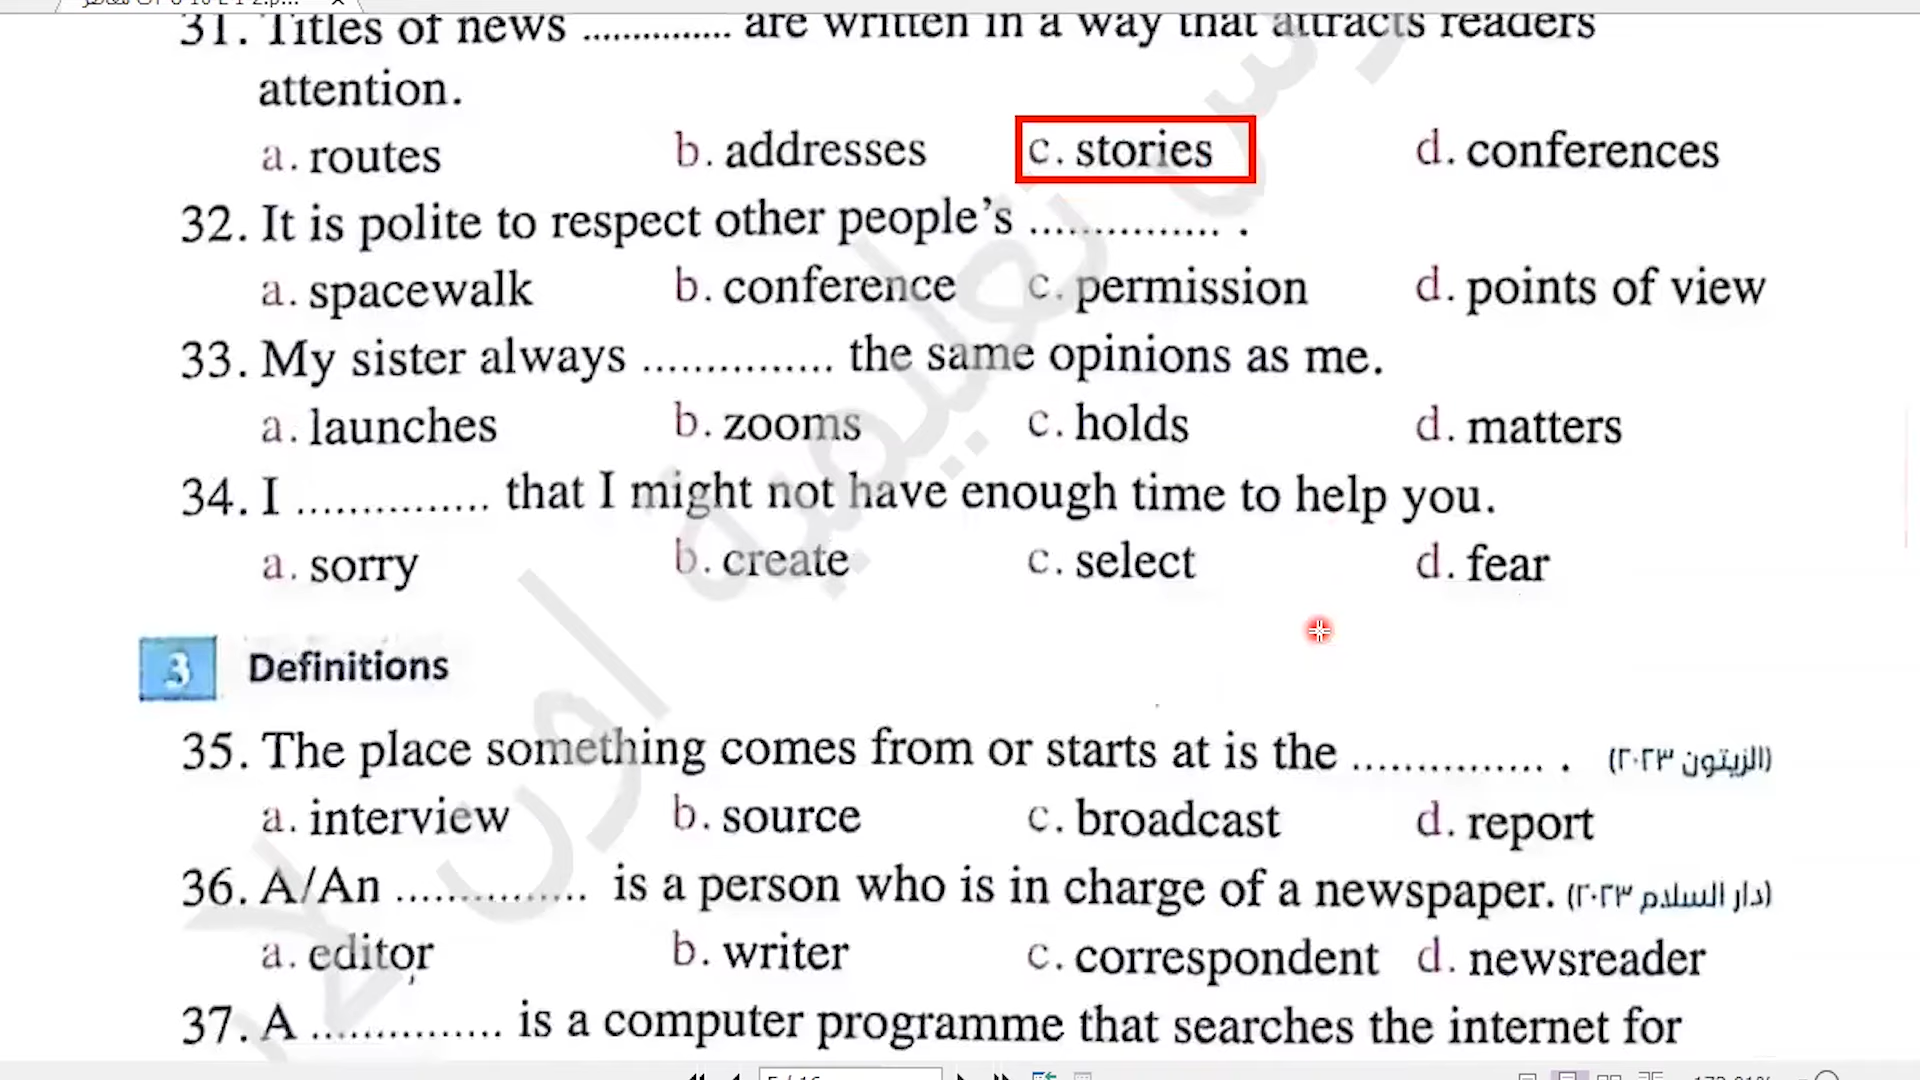 31. Titles of news ............... are written in a way that attracts readers
attention.
a. routes b. addresses c. stories d. conferences
32. It is polite to respect other people's ............... .
a. spacewalk b. conference c. permission d. points of view
33. My sister always ............... the same opinions as me.
a. launches b. zooms c. holds d. matters
34. I ............... that I might not have enough time to help you.
a. sorry b. create c. select d. fear
3 Definitions
35. The place something comes from or starts at is the ............... . (الزيتون ٢٠٢٣)
a. interview b. source c. broadcast d. report
36. A/An ............... is a person who is in charge of a newspaper. (دار السلام ٢٠٢٣)
a. editor b. writer c. correspondent d. newsreader
37. A ............... is a computer programme that searches the internet for